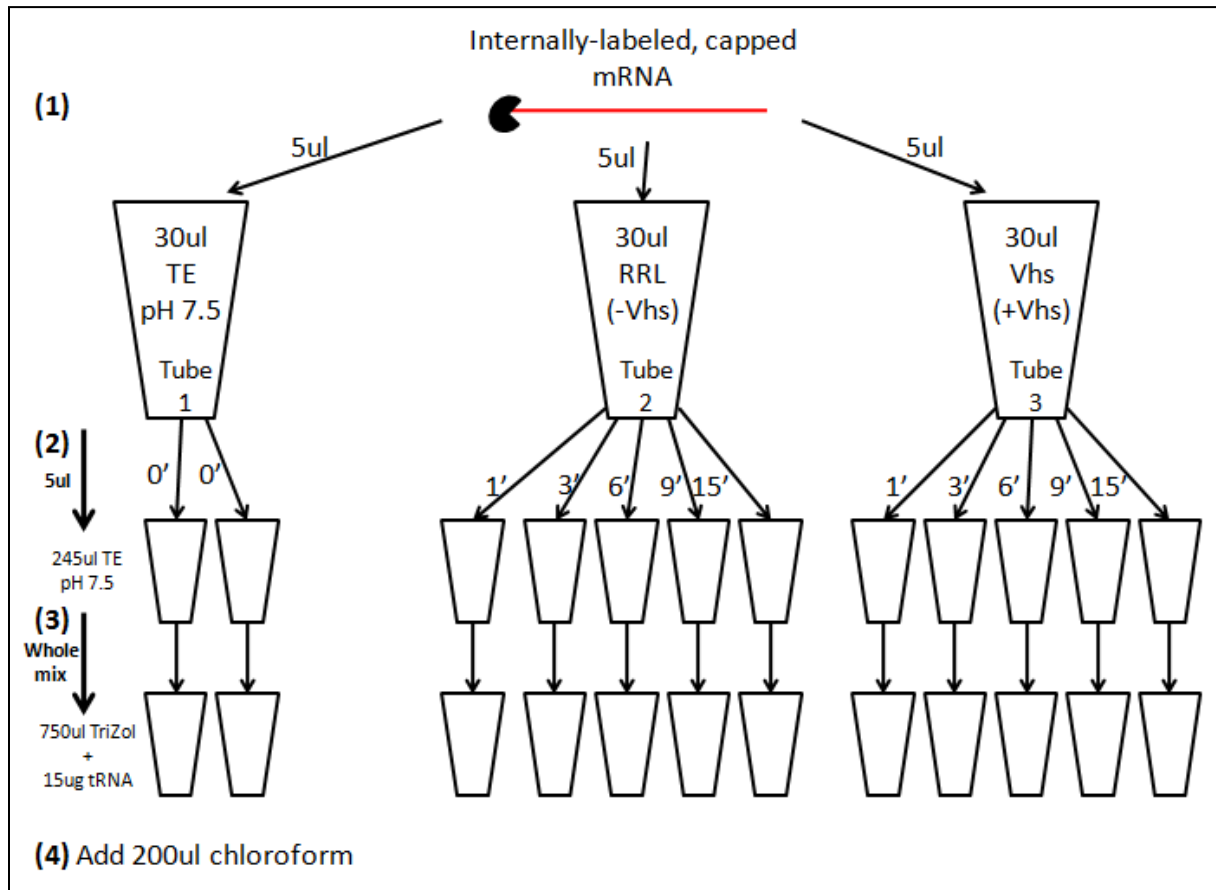 Internally-labeled, capped
mRNA
(1)
5ul
5ul
5ul
30ul
TE
pH 7.5
Tube
1
30ul
RRL
(-Vhs)
Tube
2
30ul
Vhs
(+Vhs)
Tube
3
(2)
5ul
0’ 0’
1’ 3’ 6’ 9’ 15’
1’ 3’ 6’ 9’ 15’
245ul TE
pH 7.5
(3)
Whole
mix
750ul TriZol
+
15ug tRNA
(4) Add 200ul chloroform